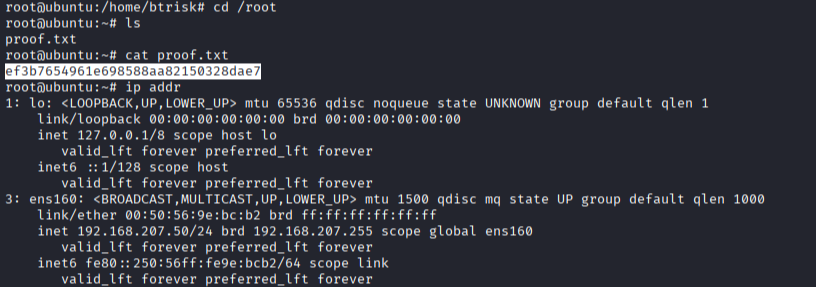 root@ubuntu:/home/btrisk# cd /root
root@ubuntu:~# ls
proof.txt
root@ubuntu:~# cat proof.txt
ef3b7654961e698588aa82150328dae7
root@ubuntu:~# ip addr
1: lo: <LOOPBACK,UP,LOWER_UP> mtu 65536 qdisc noqueue state UNKNOWN group default qlen 1
    link/loopback 00:00:00:00:00:00 brd 00:00:00:00:00:00
    inet 127.0.0.1/8 scope host lo
       valid_lft forever preferred_lft forever
    inet6 ::1/128 scope host
       valid_lft forever preferred_lft forever
3: ens160: <BROADCAST,MULTICAST,UP,LOWER_UP> mtu 1500 qdisc mq state UP group default qlen 1000
    link/ether 00:50:56:9e:bc:b2 brd ff:ff:ff:ff:ff:ff
    inet 192.168.207.50/24 brd 192.168.207.255 scope global ens160
       valid_lft forever preferred_lft forever
    inet6 fe80::250:56ff:fe9e:bcb2/64 scope link
       valid_lft forever preferred_lft forever